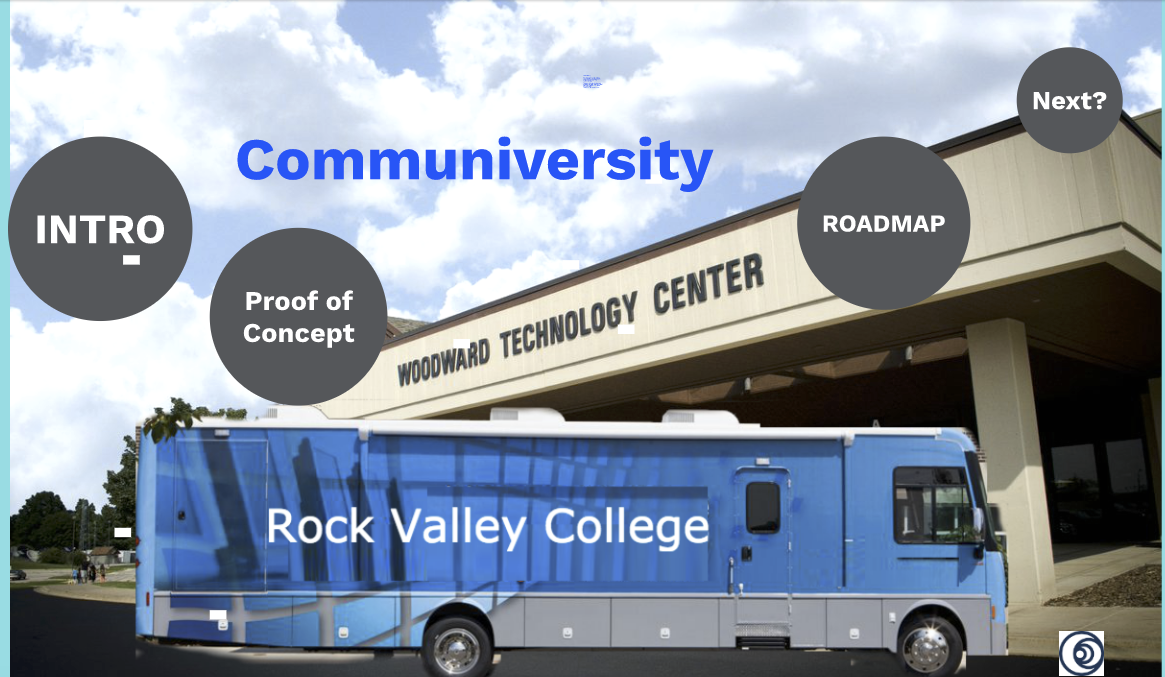 Communiversity
INTRO
Proof of
Concept
ROADMAP
Next?
WOODWARD TECHNOLOGY CENTER
Rock Valley College